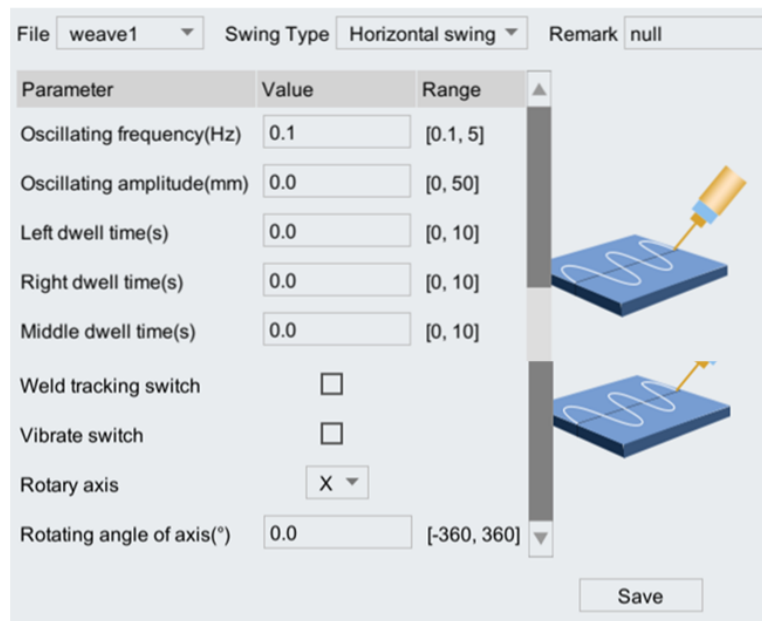 File weave1 Swing Type Horizontal swing Remark null
Parameter Value Range
Oscillating frequency(Hz) 0.1 [0.1, 5]
Oscillating amplitude(mm) 0.0 [0, 50]
Left dwell time(s) 0.0 [0, 10]
Right dwell time(s) 0.0 [0, 10]
Middle dwell time(s) 0.0 [0, 10]
Weld tracking switch
Vibrate switch
Rotary axis X
Rotating angle of axis(°) 0.0 [-360, 360]
Save